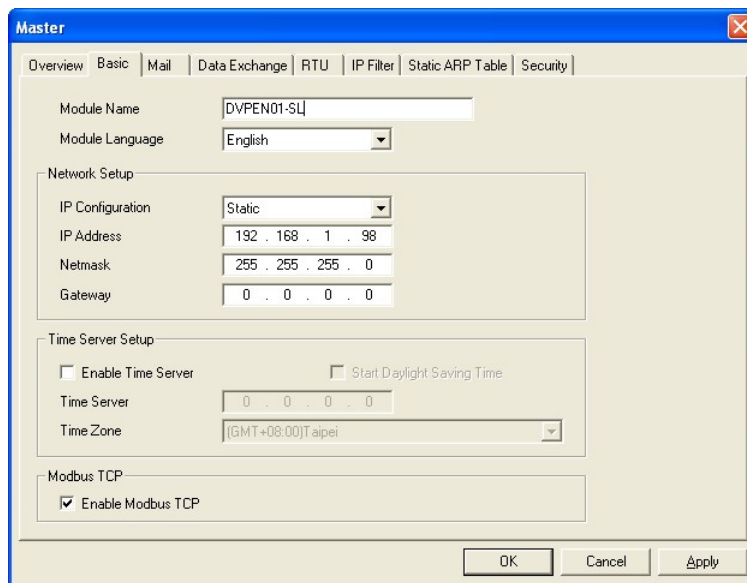 Master
Overview Basic Mail Data Exchange RTU IP Filter Static ARP Table Security
Module Name DVPEN01-SL
Module Language English
Network Setup
IP Configuration Static
IP Address 192 . 168 . 1 . 98
Netmask 255 . 255 . 255 . 0
Gateway 0 . 0 . 0 . 0
Time Server Setup
Enable Time Server Start Daylight Saving Time
Time Server 0 . 0 . 0 . 0
Time Zone (GMT+08:00)Taipei
Modbus TCP
Enable Modbus TCP
OK Cancel Apply